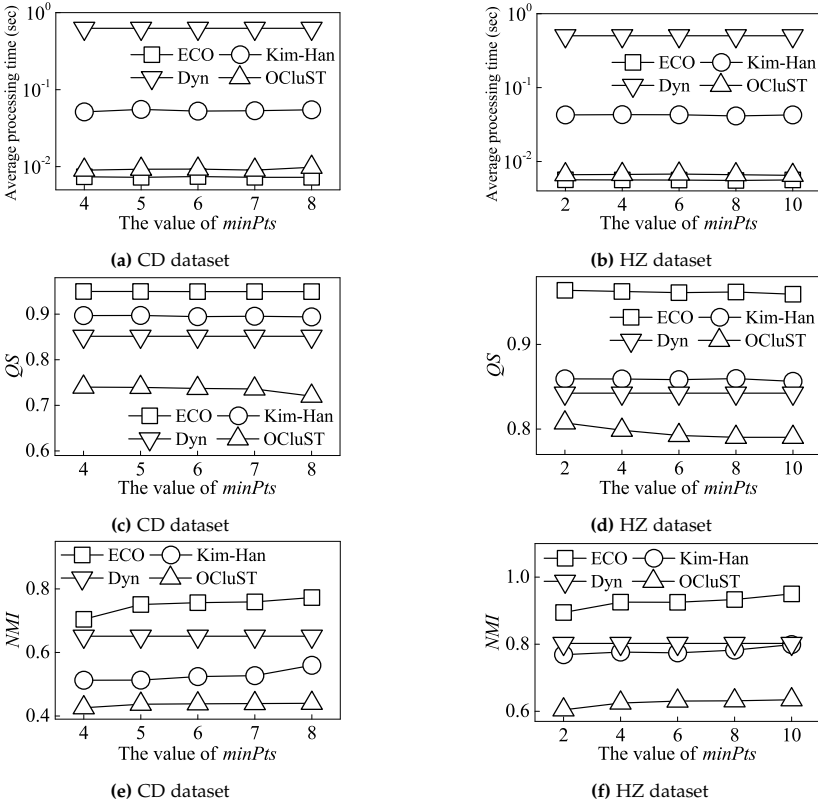 Average processing time (sec)
10^0
10^-1
10^-2
ECO Kim-Han
Dyn OCluST
4 5 6 7 8
The value of minPts
(a) CD dataset
Average processing time (sec)
10^0
10^-1
10^-2
ECO Kim-Han
Dyn OCluST
2 4 6 8 10
The value of minPts
(b) HZ dataset
QS
0.9
0.8
0.7
0.6
ECO Kim-Han
Dyn OCluST
4 5 6 7 8
The value of minPts
(c) CD dataset
QS
0.9
0.8
ECO Kim-Han
Dyn OCluST
2 4 6 8 10
The value of minPts
(d) HZ dataset
NMI
0.8
0.6
0.4
ECO Kim-Han
Dyn OCluST
4 5 6 7 8
The value of minPts
(e) CD dataset
NMI
1.0
0.8
0.6
ECO Kim-Han
Dyn OCluST
2 4 6 8 10
The value of minPts
(f) HZ dataset